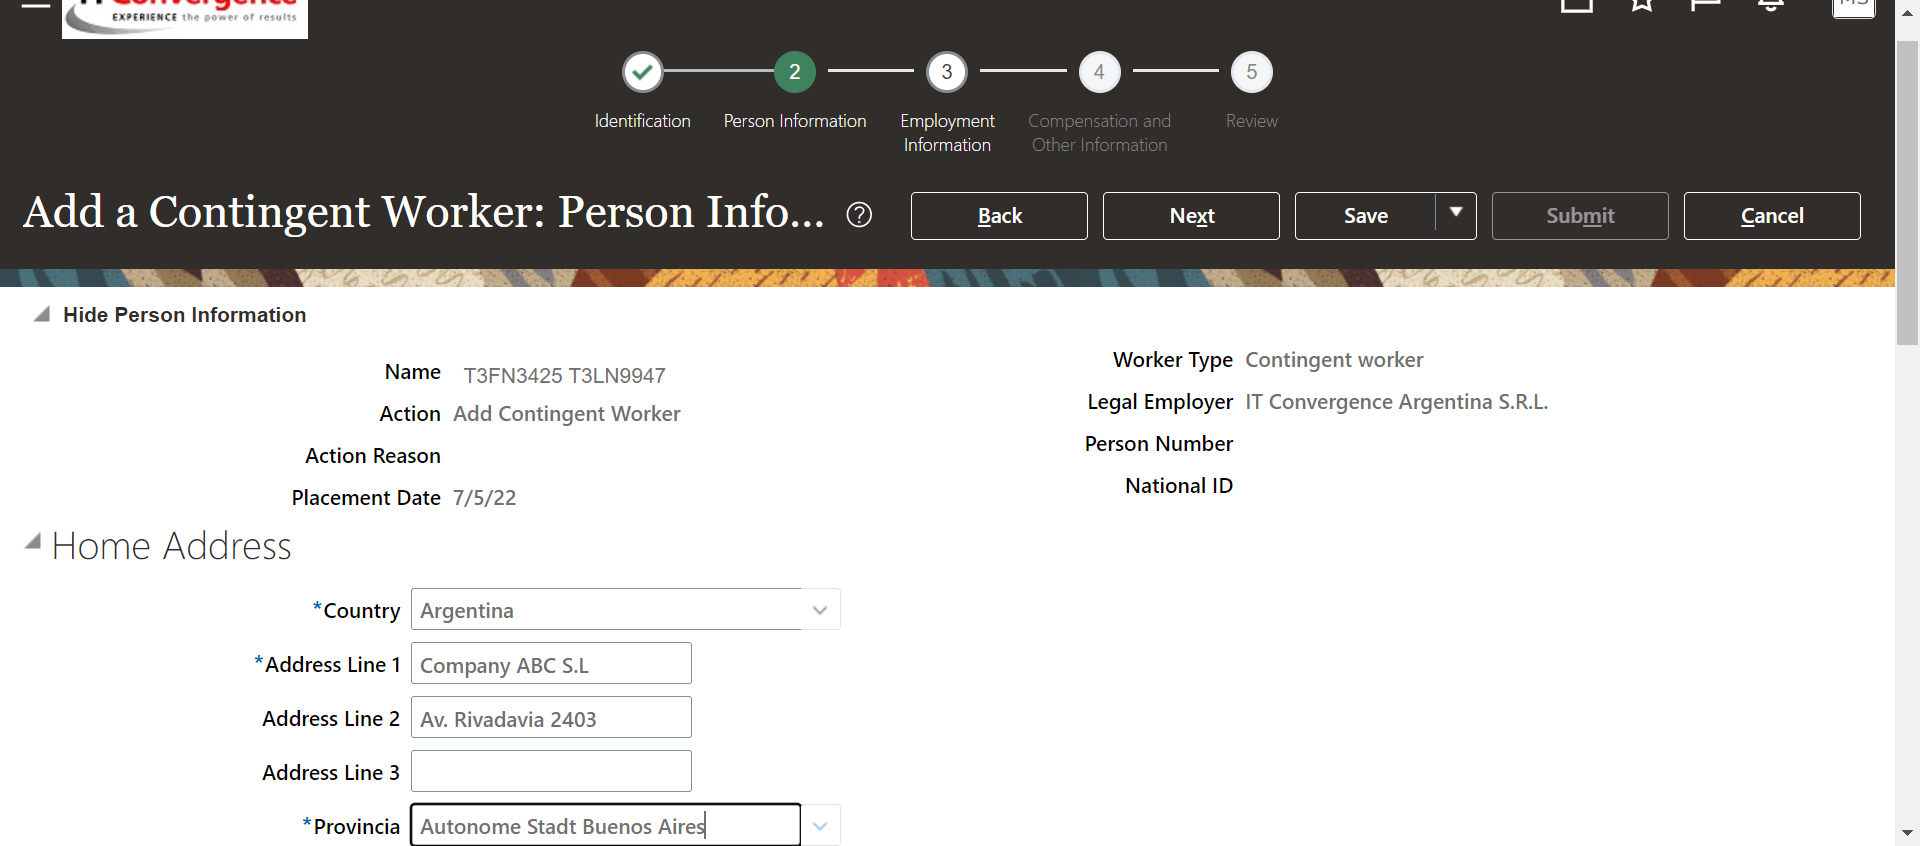 Convergence
EXPERIENCE the power of results
2
3
4
5
Identification
Person Information
Employment
Information
Compensation and
Other Information
Review
Add a Contingent Worker: Person Info...
?
Back
Next
Save
Submit
Cancel
Hide Person Information
Name T3FN3425 T3LN9947
Action Add Contingent Worker
Action Reason
Placement Date 7/5/22
Worker Type Contingent worker
Legal Employer IT Convergence Argentina S.R.L.
Person Number
National ID
Home Address
*Country Argentina
*Address Line 1 Company ABC S.L
Address Line 2 Av. Rivadavia 2403
Address Line 3
*Provincia Autonome Stadt Buenos Aires